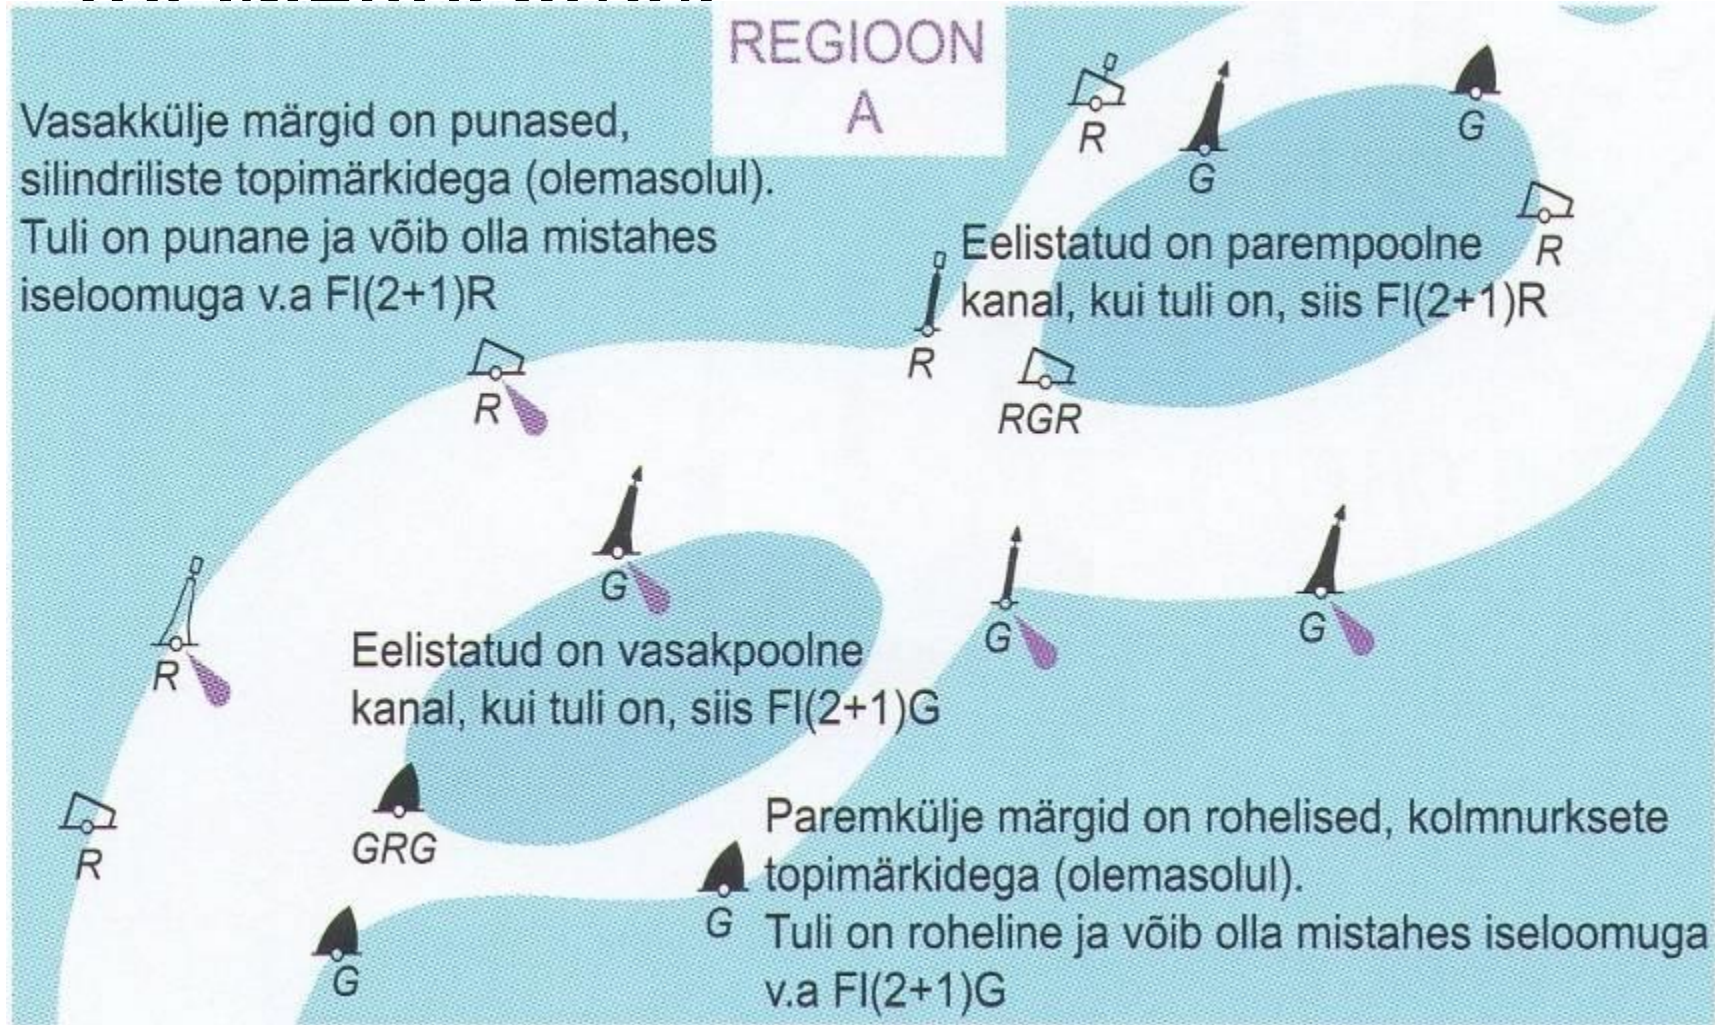 REGIOON
A
Vasakkülje märgid on punased,
silindriliste topimärkidega (olemasolul).
Tuli on punane ja võib olla mistahes
iseloomuga v.a Fl(2+1)R
R
G
G
R
Eelistatud on parempoolne
kanal, kui tuli on, siis Fl(2+1)R
R
RGR
R
G
R
G
G
Eelistatud on vasakpoolne
kanal, kui tuli on, siis Fl(2+1)G
R
GRG
G
G
Paremkülje märgid on rohelised, kolmnurksete
topimärkidega (olemasolul).
Tuli on roheline ja võib olla mistahes iseloomuga
v.a Fl(2+1)G